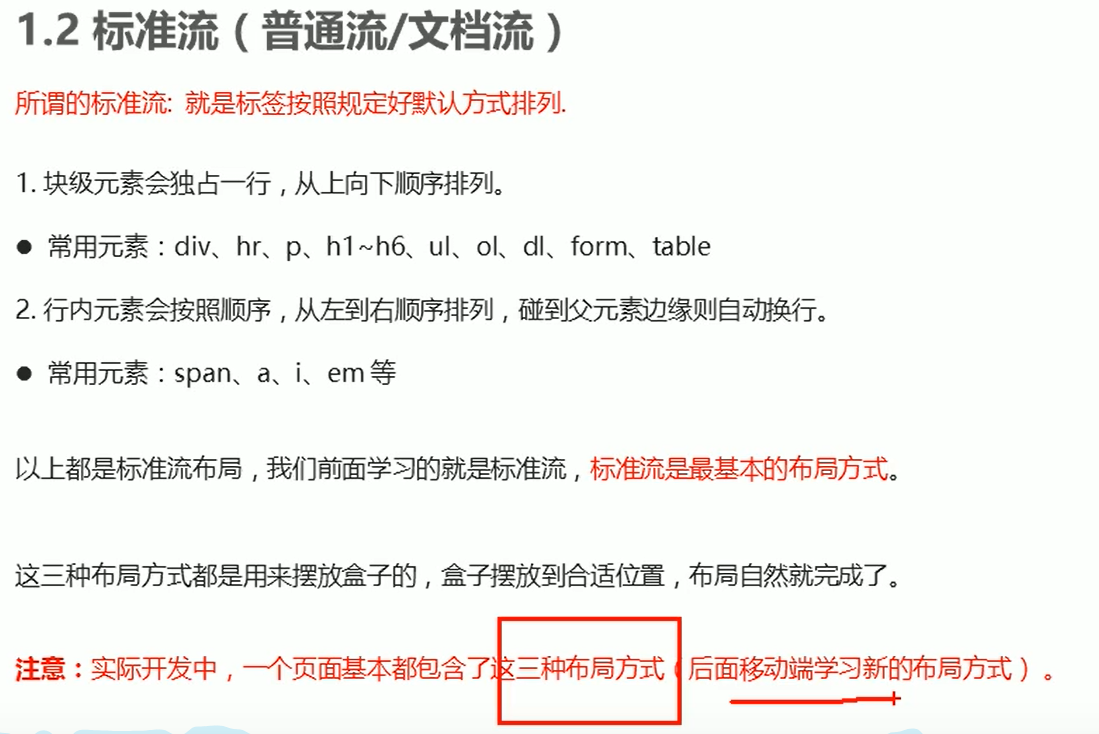 1.2 标准流（普通流/文档流）
所谓的标准流: 就是标签按照规定好默认方式排列.
1. 块级元素会独占一行，从上向下顺序排列。
● 常用元素：div、hr、p、h1~h6、ul、ol、dl、form、table
2. 行内元素会按照顺序，从左到右顺序排列，碰到父元素边缘则自动换行。
● 常用元素：span、a、i、em 等
以上都是标准流布局，我们前面学习的就是标准流，标准流是最基本的布局方式。
这三种布局方式都是用来摆放盒子的，盒子摆放到合适位置，布局自然就完成了。
注意：实际开发中，一个页面基本都包含了这三种布局方式（后面移动端学习新的布局方式）。